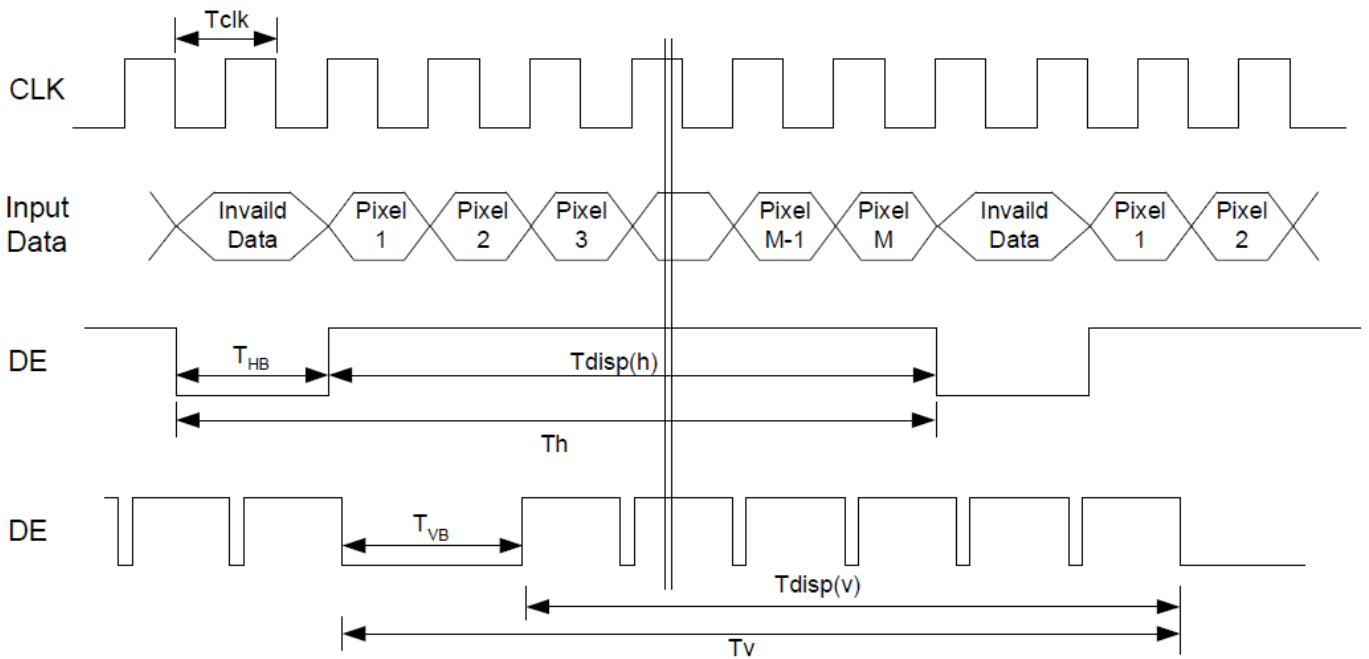 Tclk
CLK
Input
Data
Invaild
Data
Pixel
1
Pixel
2
Pixel
3
Pixel
M-1
Pixel
M
Invaild
Data
Pixel
1
Pixel
2
DE
THB
Tdisp(h)
Th
DE
TVB
Tdisp(v)
Tv